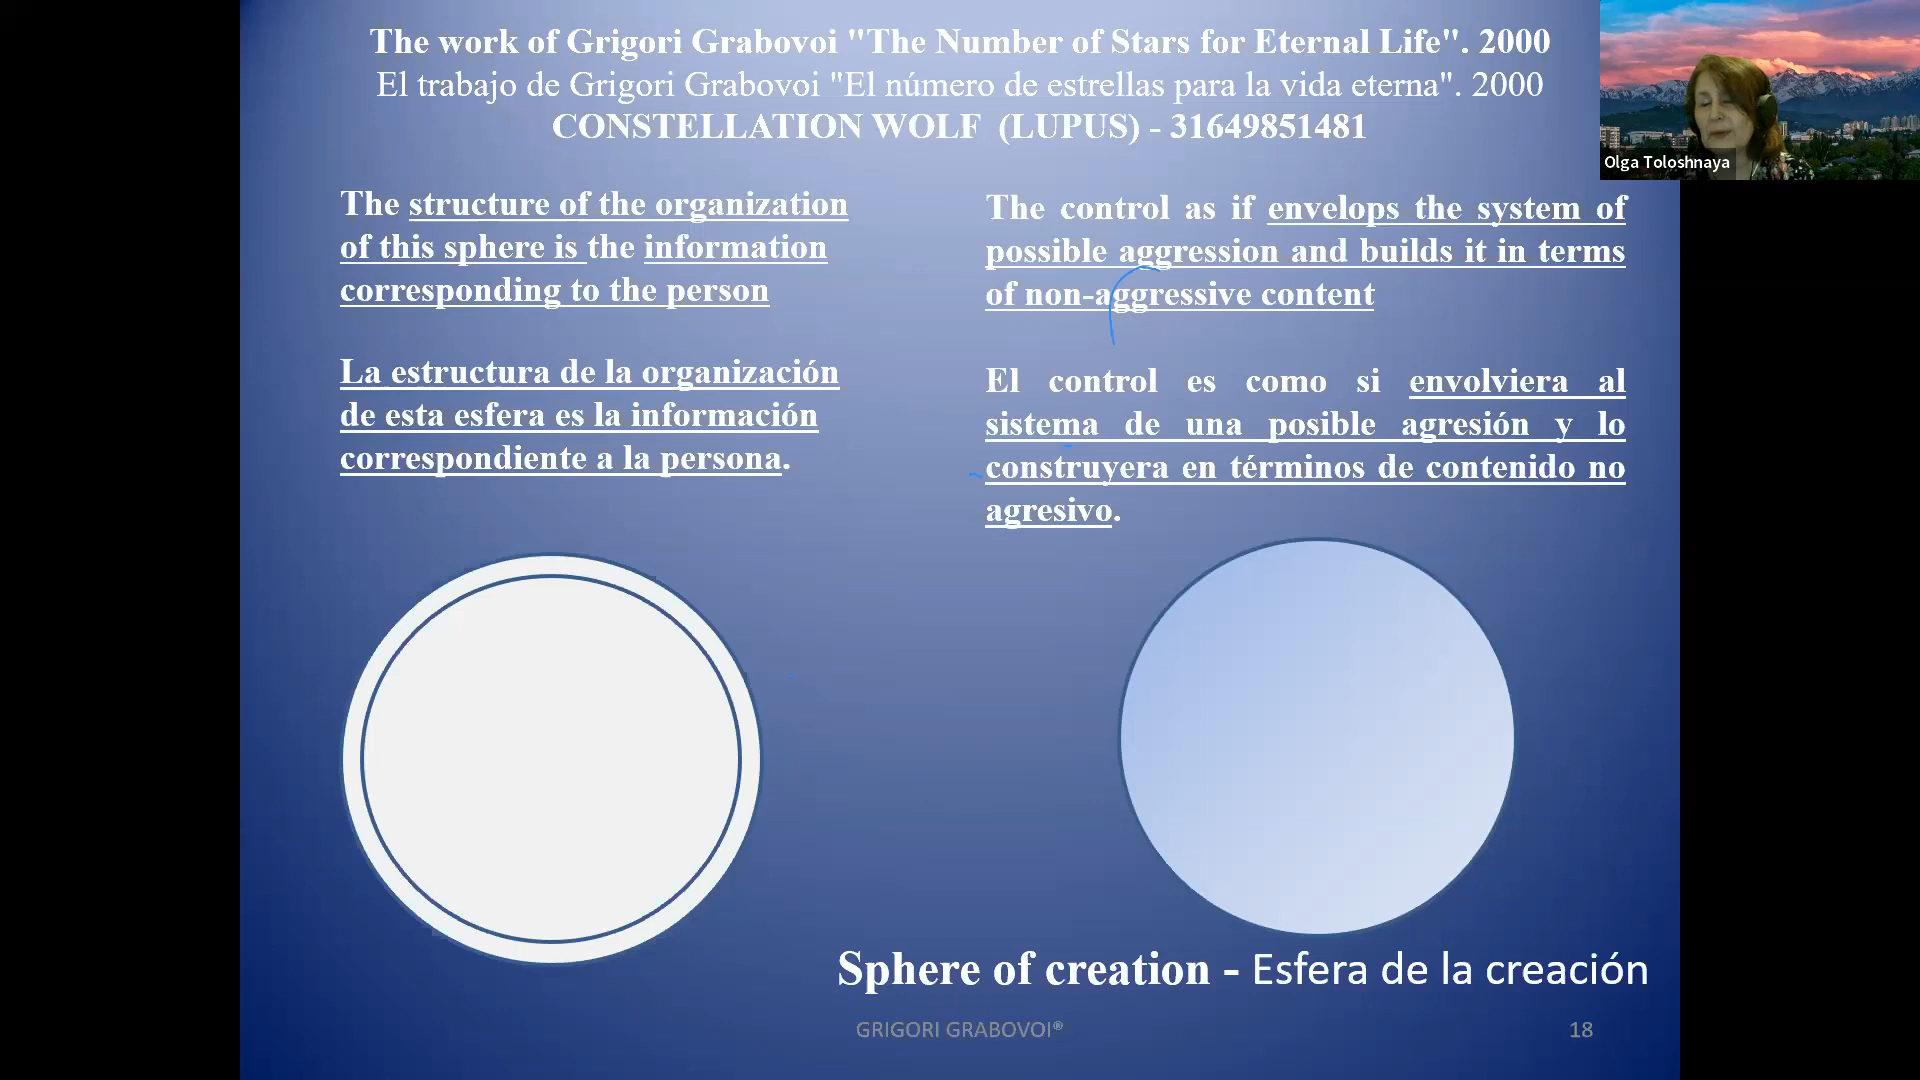 The work of Grigori Grabovoi "The Number of Stars for Eternal Life". 2000
El trabajo de Grigori Grabovoi "El número de estrellas para la vida eterna". 2000
CONSTELLATION WOLF (LUPUS) - 31649851481
Olga Toloshnaya
The structure of the organization
of this sphere is the information
corresponding to the person
La estructura de la organización
de esta esfera es la información
correspondiente a la persona.
The control as if envelops the system of
possible aggression and builds it in terms
of non-aggressive content
El control es como si envolviera al
sistema de una posible agresión y lo
construyera en términos de contenido no
agresivo.
Sphere of creation - Esfera de la creación
GRIGORI GRABOVOI®
18